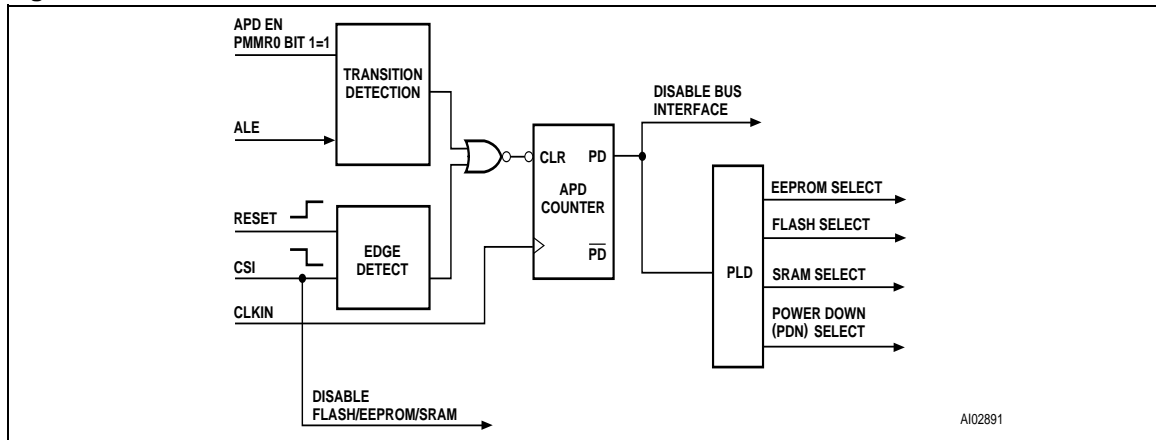 APD EN
PMMR0 BIT 1=1
TRANSITION
DETECTION
ALE
RESET
CSI
EDGE
DETECT
CLKIN
CLR
PD
APD
COUNTER
PD
DISABLE BUS
INTERFACE
PLD
EEPROM SELECT
FLASH SELECT
SRAM SELECT
POWER DOWN
(PDN) SELECT
DISABLE
FLASH/EEPROM/SRAM
AI02891